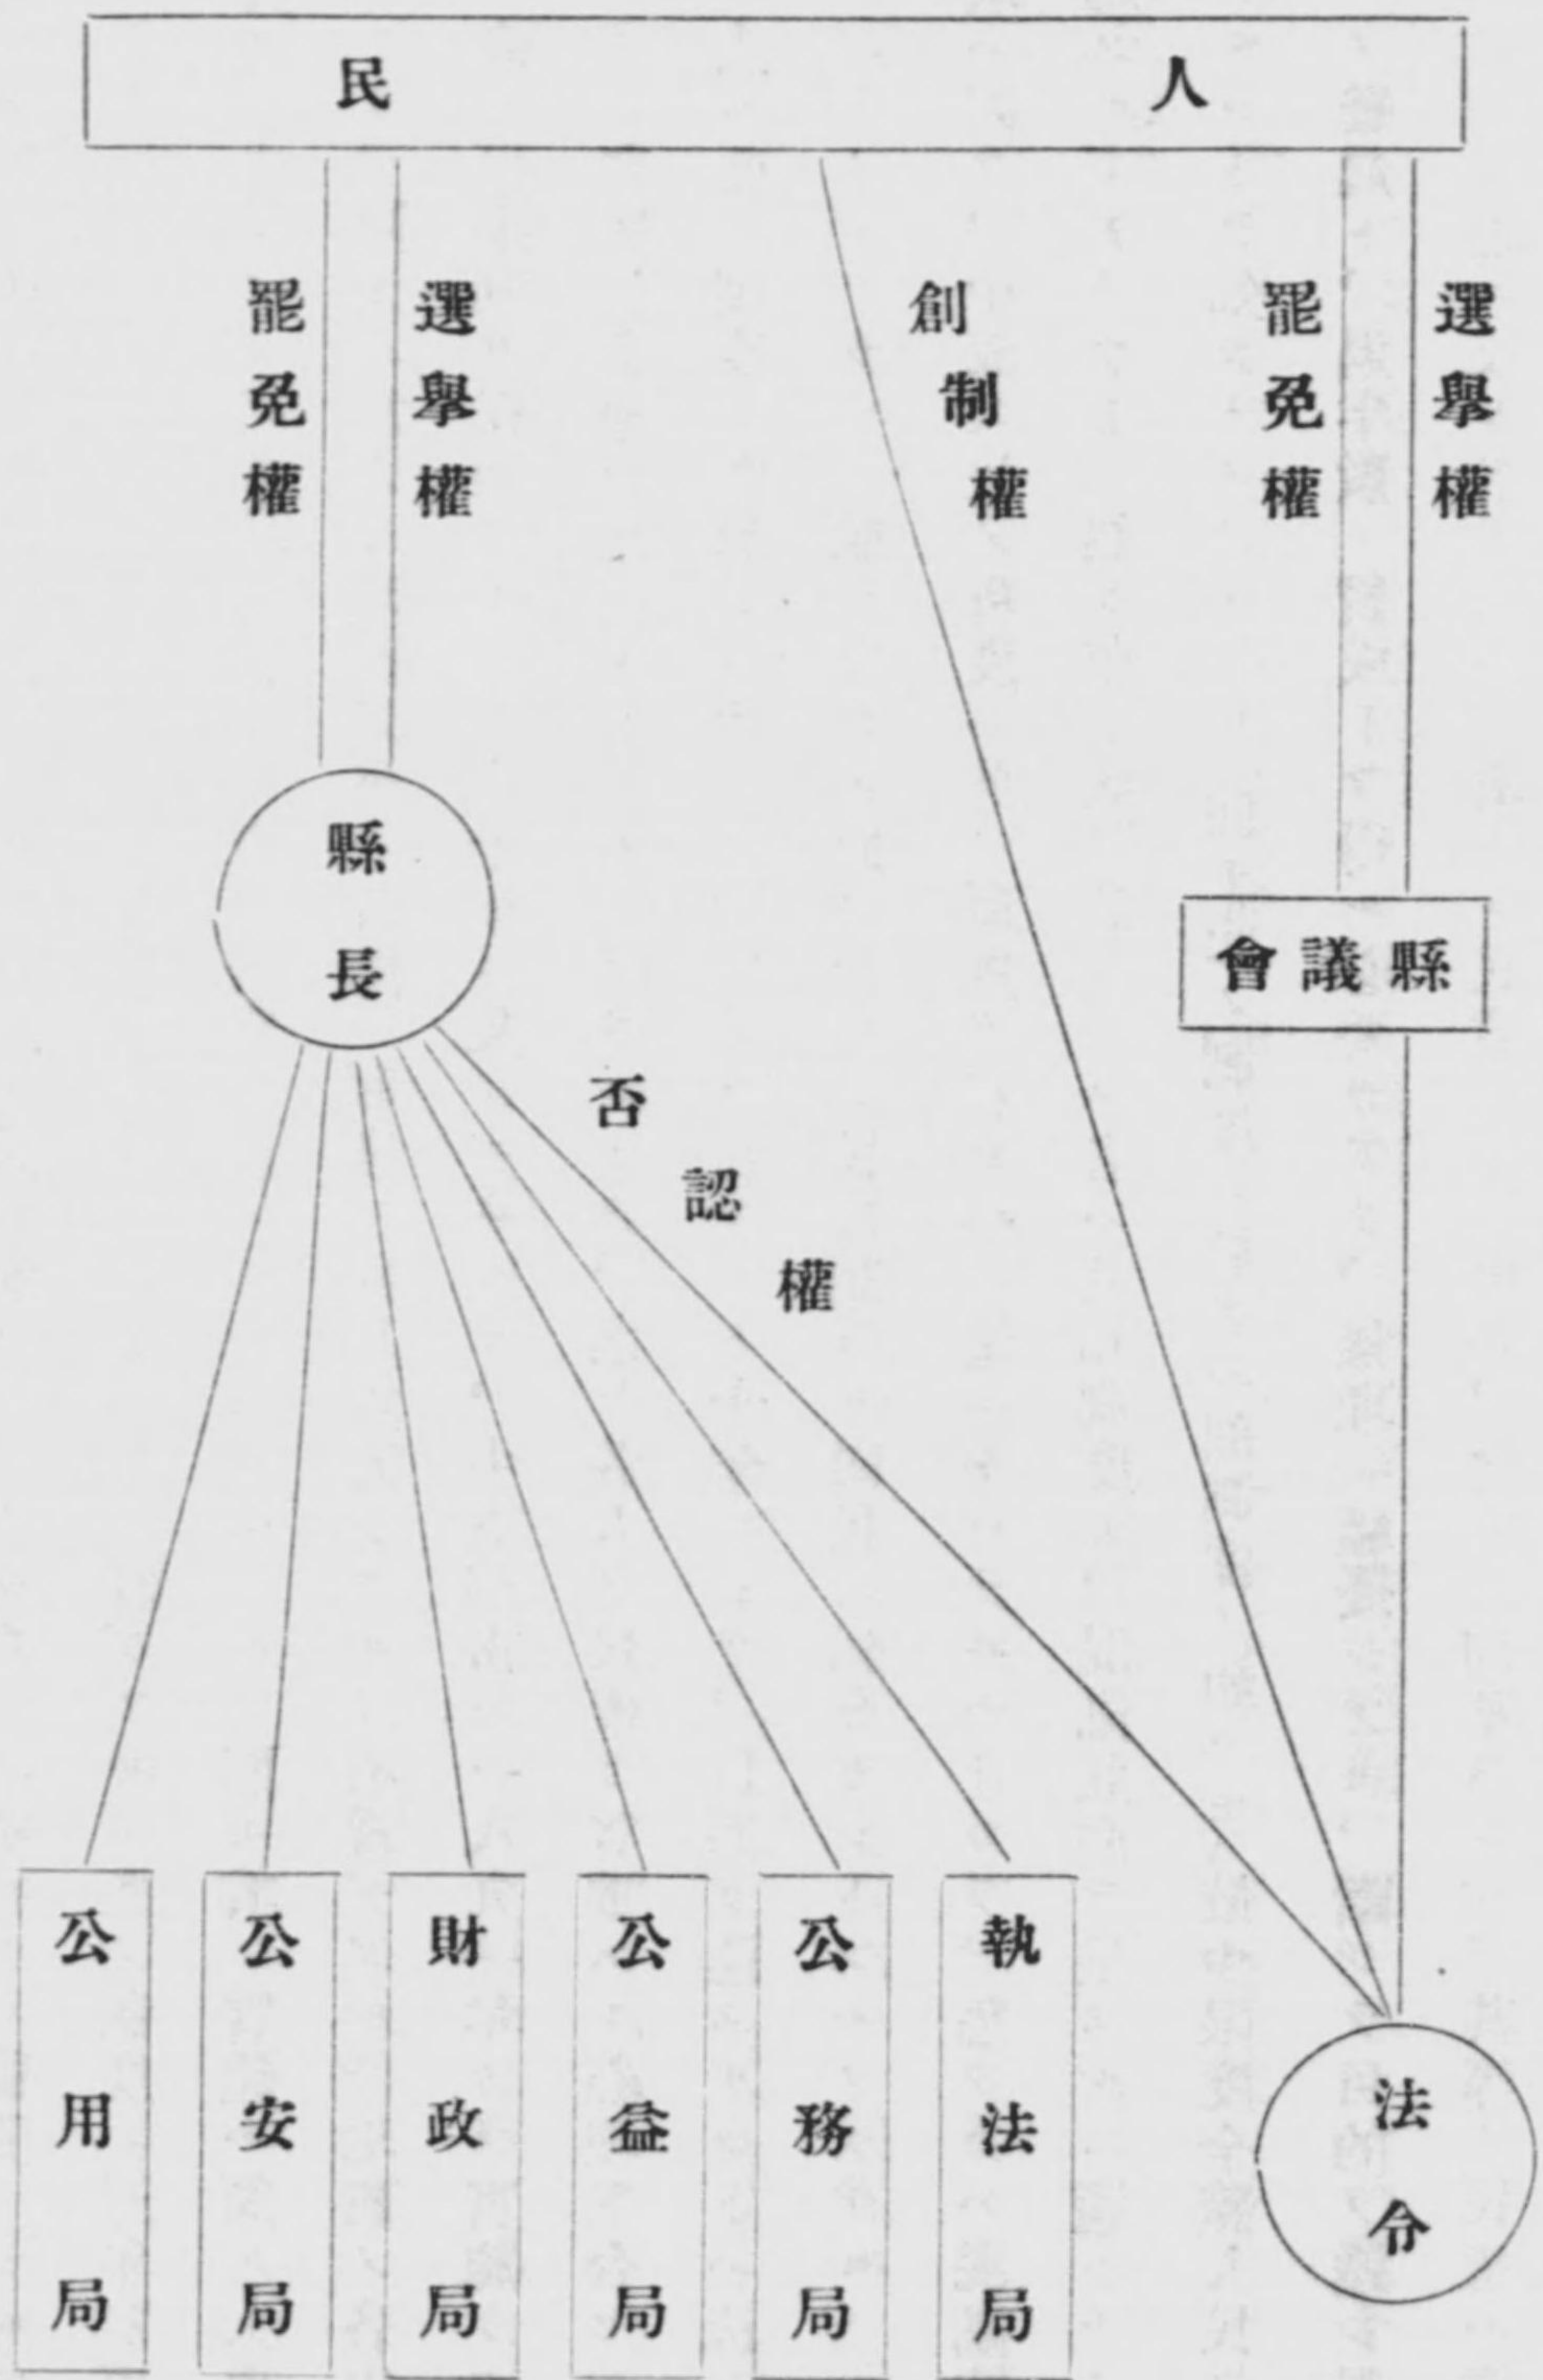 人民
選舉權
罷免權
創制權
選舉權
罷免權
縣議會
縣長
否認權
法令
執法局
公務局
公益局
財政局
公安局
公用局